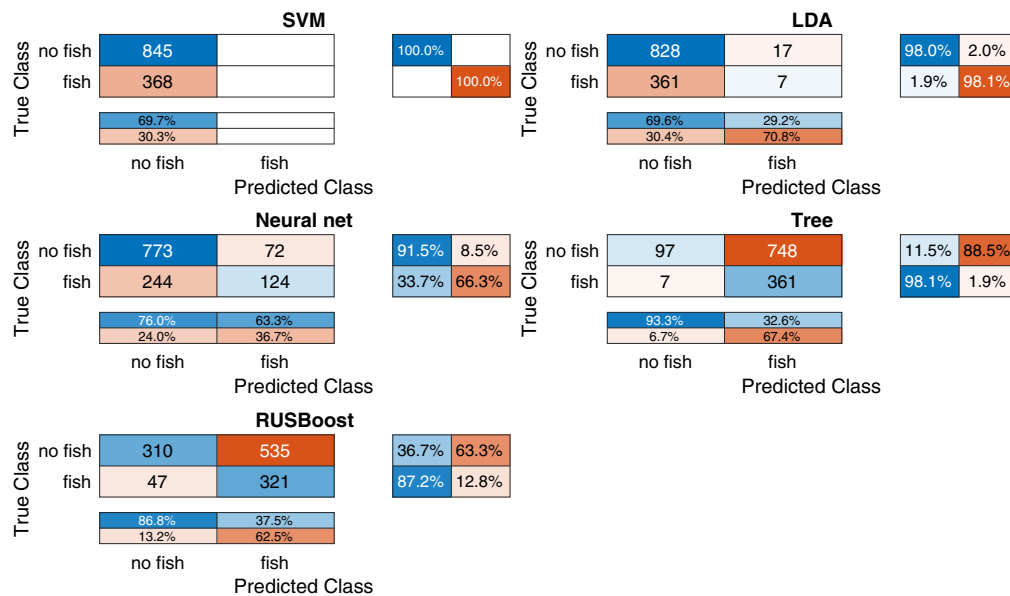 SVM
True Class
no fish 845 100.0%
fish 368 100.0%
69.7%
30.3%
no fish fish
Predicted Class
LDA
True Class
no fish 828 17 98.0% 2.0%
fish 361 7 1.9% 98.1%
69.6% 29.2%
30.4% 70.8%
no fish fish
Predicted Class
Neural net
True Class
no fish 773 72 91.5% 8.5%
fish 244 124 33.7% 66.3%
76.0% 63.3%
24.0% 36.7%
no fish fish
Predicted Class
Tree
True Class
no fish 97 748 11.5% 88.5%
fish 7 361 98.1% 1.9%
93.3% 32.6%
6.7% 67.4%
no fish fish
Predicted Class
RUSBoost
True Class
no fish 310 535 36.7% 63.3%
fish 47 321 87.2% 12.8%
86.8% 37.5%
13.2% 62.5%
no fish fish
Predicted Class